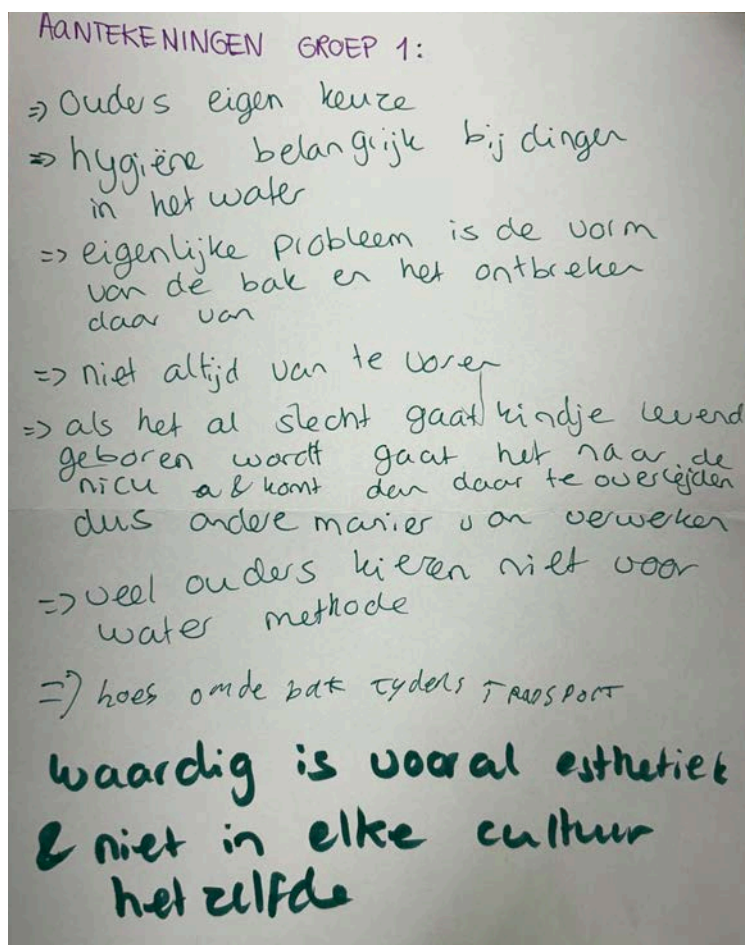 AANTEKENINGEN GROEP 1:
=> ouders eigen keuze
=> hygiëne belangrijk bij dingen
in het water
=> eigenlijke probleem is de vorm
van de bak en het ontbreken
daar van
=> niet altijd van te voren
=> als het al slecht gaat kindje levend
geboren wordt gaat het naar de
nicu & komt dan daar te overlijden
dus andere manier van verwerken
=> veel ouders kiezen niet voor
water methode
=> hoes omde bak tydens TRANSPORT
waardig is vooral esthetiek
& niet in elke cultuur
het zelfde